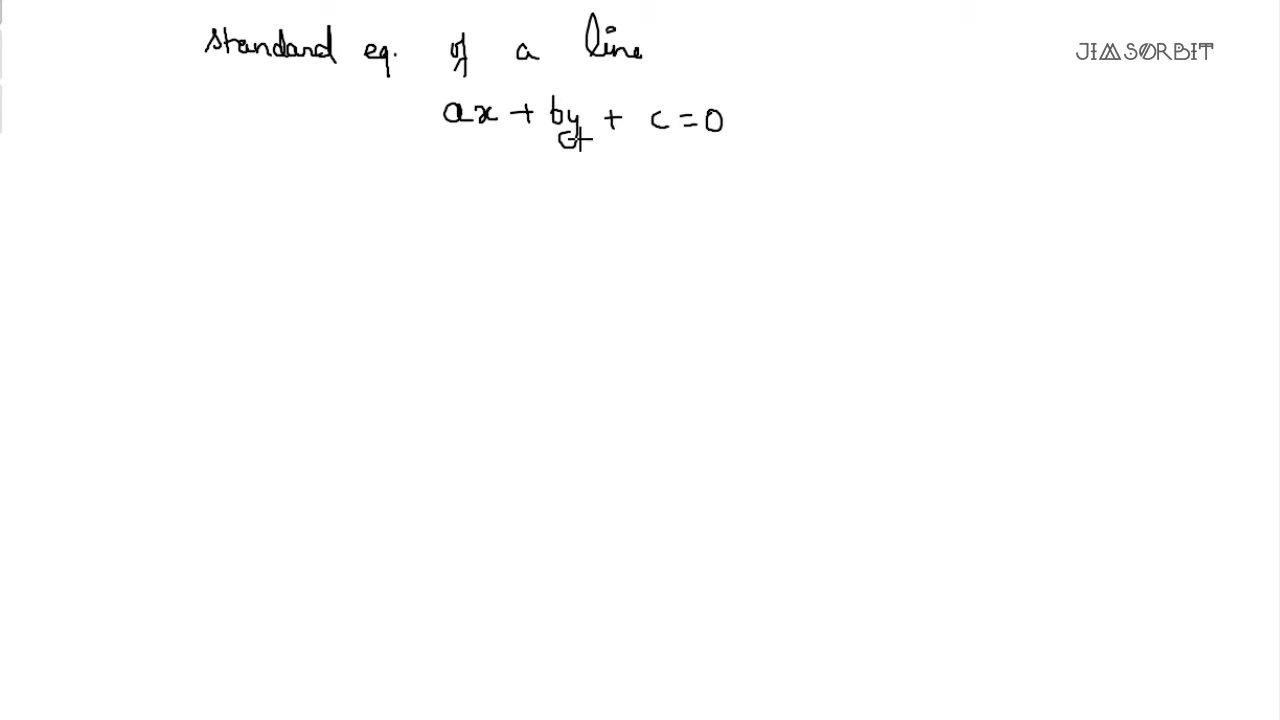 standard eq. of a line
JIMSORBIT
ax + by + c = 0